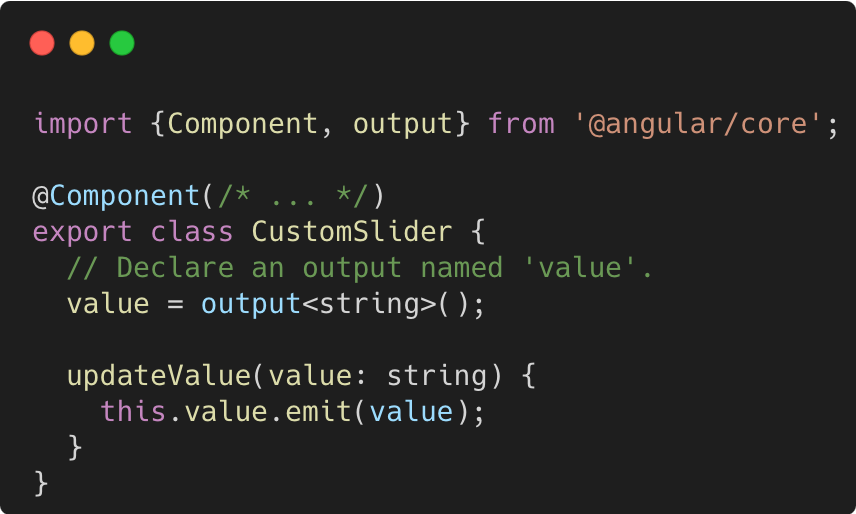 import {Component, output} from '@angular/core';
@Component(/* ... */)
export class CustomSlider {
// Declare an output named 'value'.
value = output<string>();
updateValue(value: string) {
this.value.emit(value);
}
}